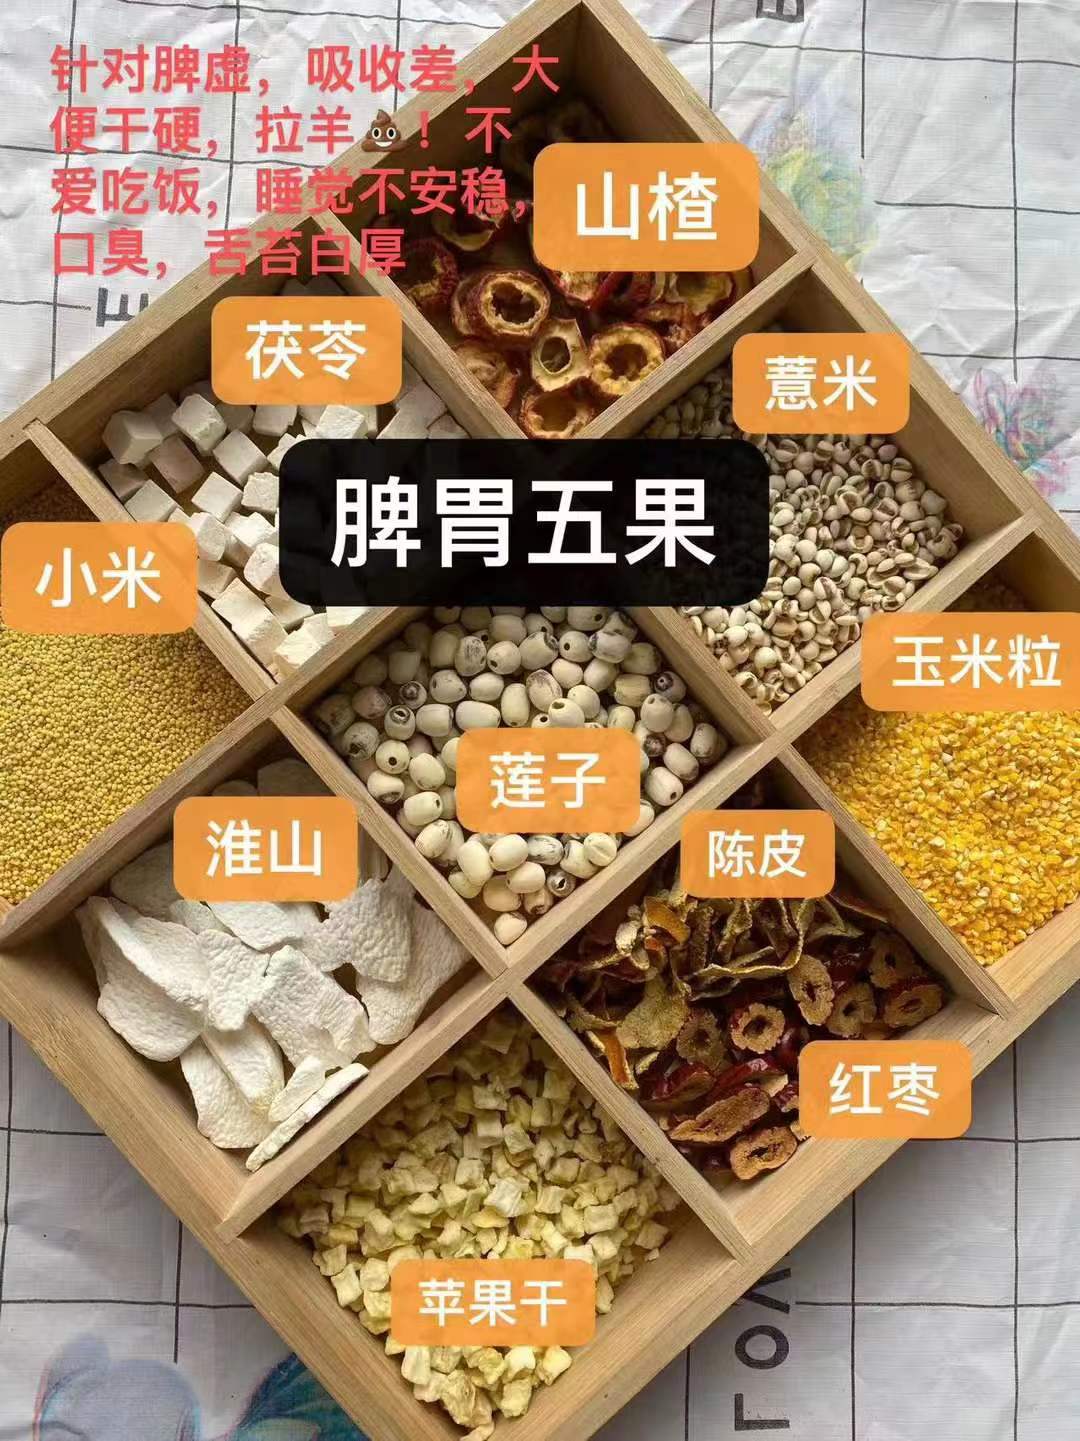 针对脾虚，吸收差，大
便干硬，拉羊💩！不
爱吃饭，睡觉不安稳，
口臭，舌苔白厚
山楂
茯苓
薏米
脾胃五果
小米
玉米粒
莲子
淮山
陈皮
红枣
苹果干